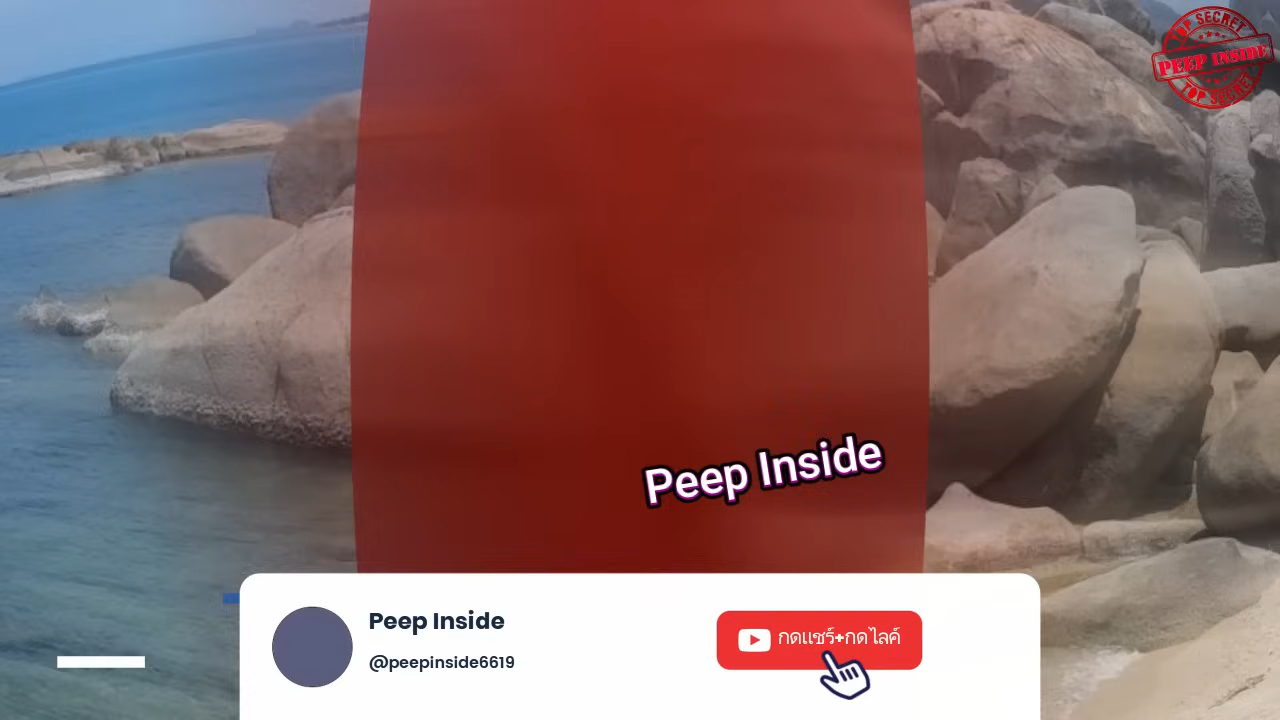 TOP SECRET
PEEP INSIDE
TOP SECRET
Peep Inside
Peep Inside
@peepinside6619
กดแชร์+กดไลค์